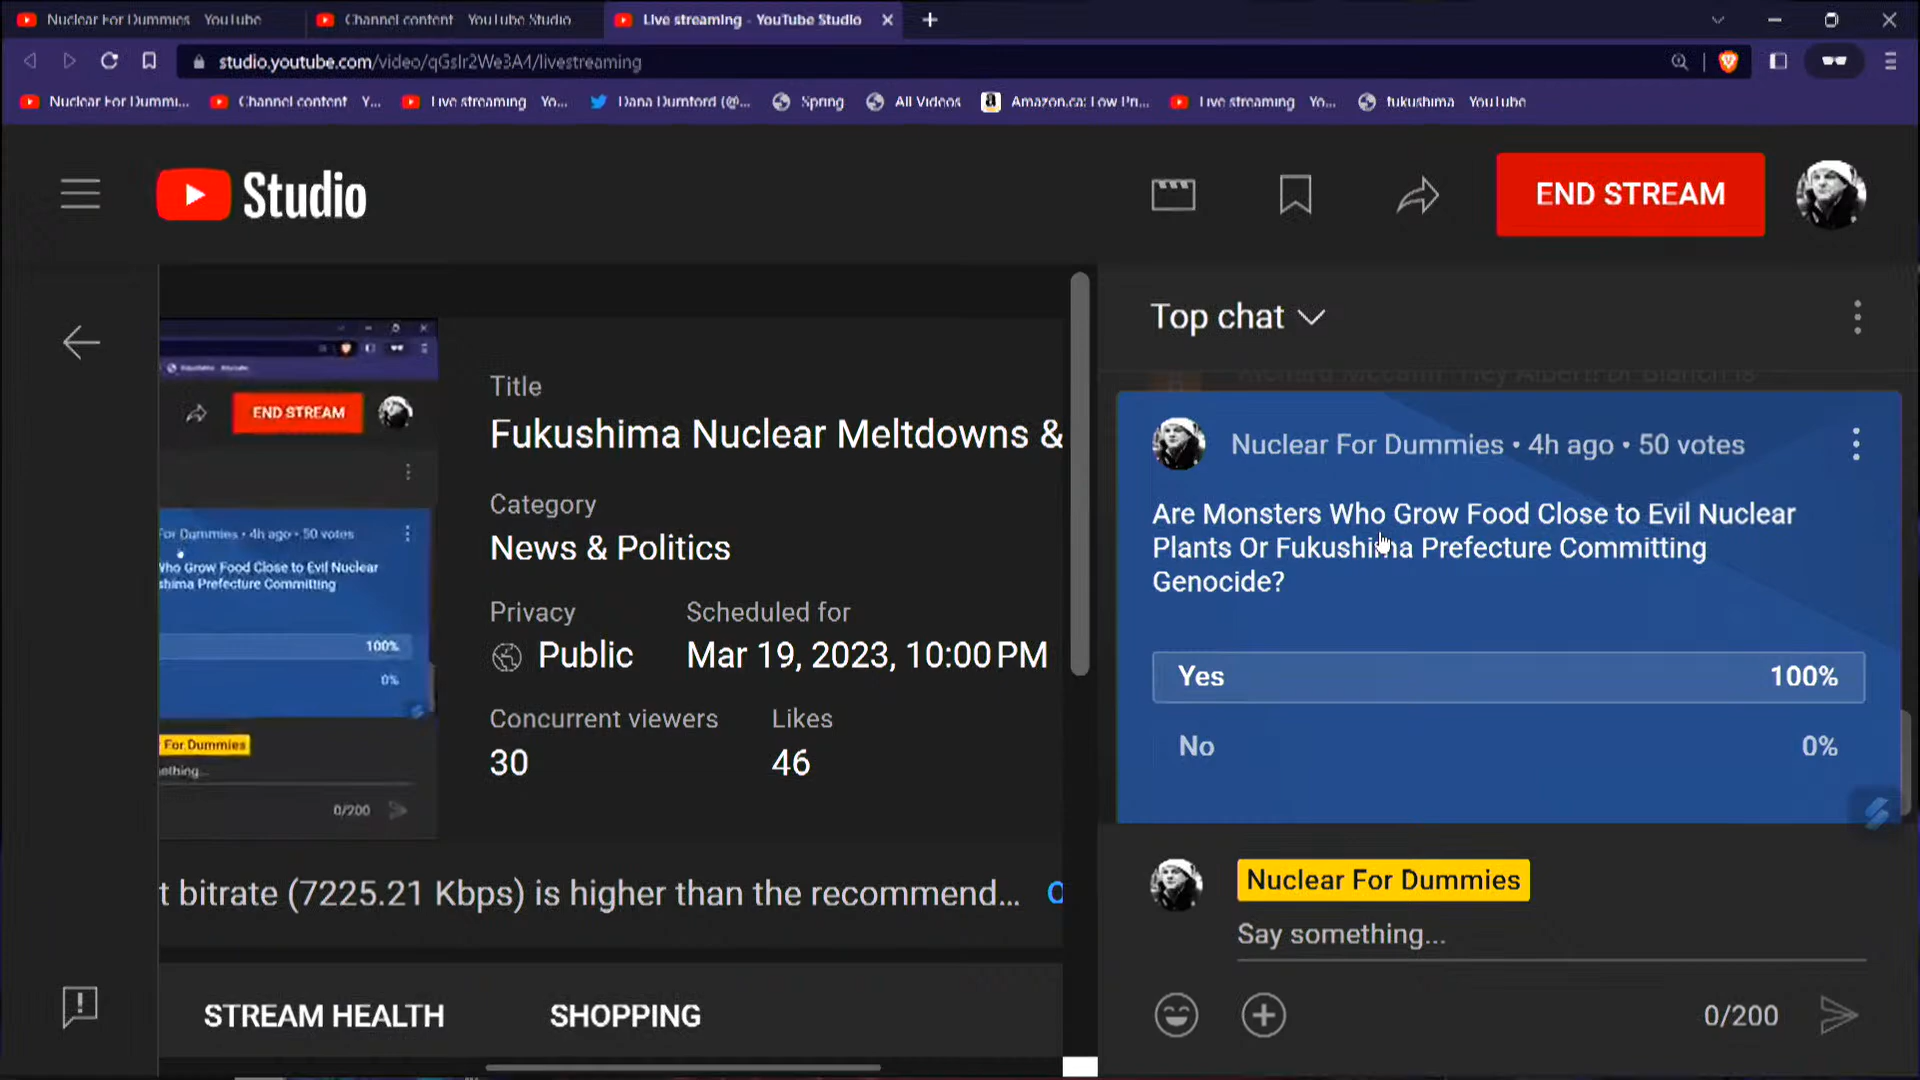 Nuclear For Dummies YouTube
Channel content YouTube Studio
Live streaming - YouTube Studio
studio.youtube.com/video/qGslr2We3A4/livestreaming
Nuclear For Dummi...
Channel content Y...
Live streaming Yo...
Dana Durnford (@...
Spring
All Videos
Amazon.ca: Low Pri...
Live streaming Yo...
fukushima YouTube
Studio
END STREAM
END STREAM
For Dummies • 4h ago • 50 votes
Who Grow Food Close to Evil Nuclear
shima Prefecture Committing
100%
0%
For Dummies
ething...
0/200
Title
Fukushima Nuclear Meltdowns &
Category
News & Politics
Privacy
Public
Scheduled for
Mar 19, 2023, 10:00 PM
Concurrent viewers
30
Likes
46
t bitrate (7225.21 Kbps) is higher than the recommend...
STREAM HEALTH
SHOPPING
Top chat
Nuclear For Dummies • 4h ago • 50 votes
Are Monsters Who Grow Food Close to Evil Nuclear
Plants Or Fukushima Prefecture Committing
Genocide?
Yes 100%
No 0%
Nuclear For Dummies
Say something...
0/200